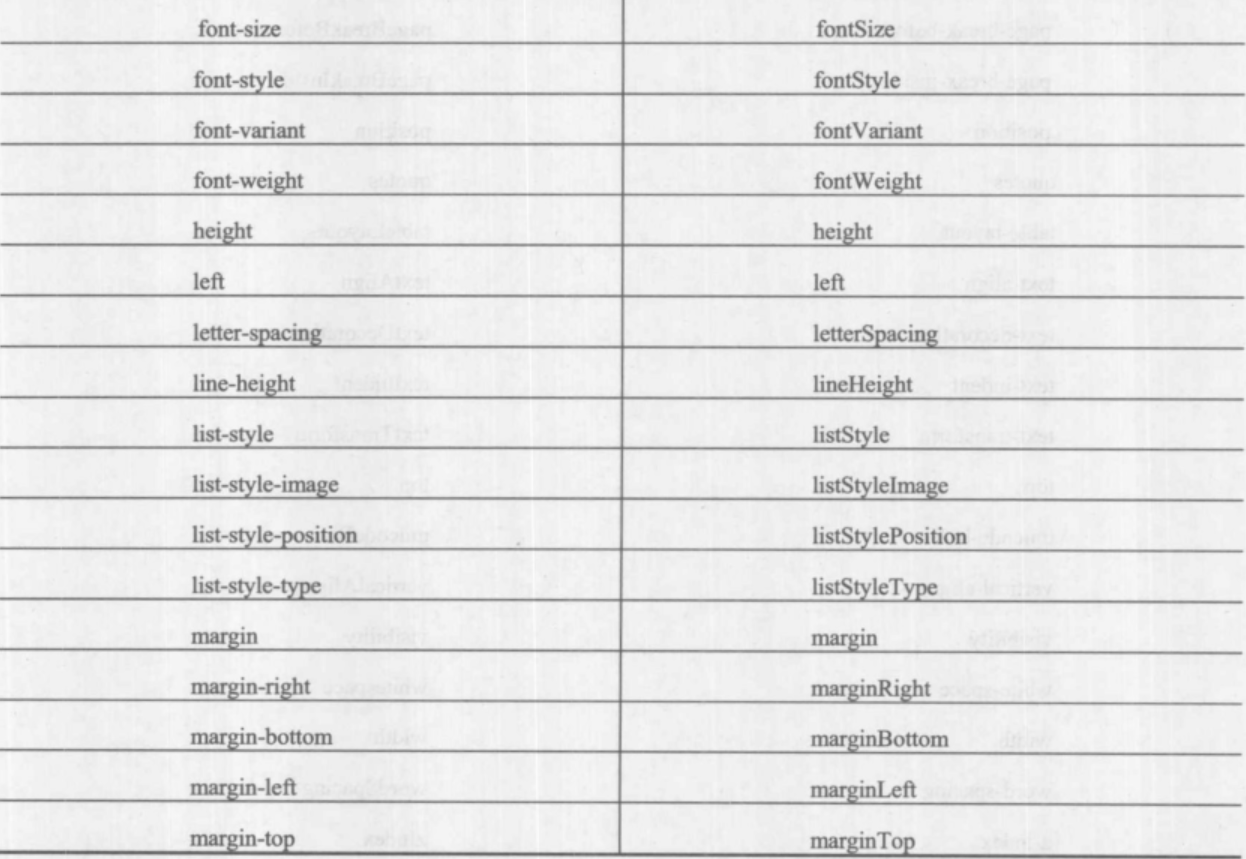 font-size fontSize
font-style fontStyle
font-variant fontVariant
font-weight fontWeight
height height
left left
letter-spacing letterSpacing
line-height lineHeight
list-style listStyle
list-style-image listStyleImage
list-style-position listStylePosition
list-style-type listStyleType
margin margin
margin-right marginRight
margin-bottom marginBottom
margin-left marginLeft
margin-top marginTop